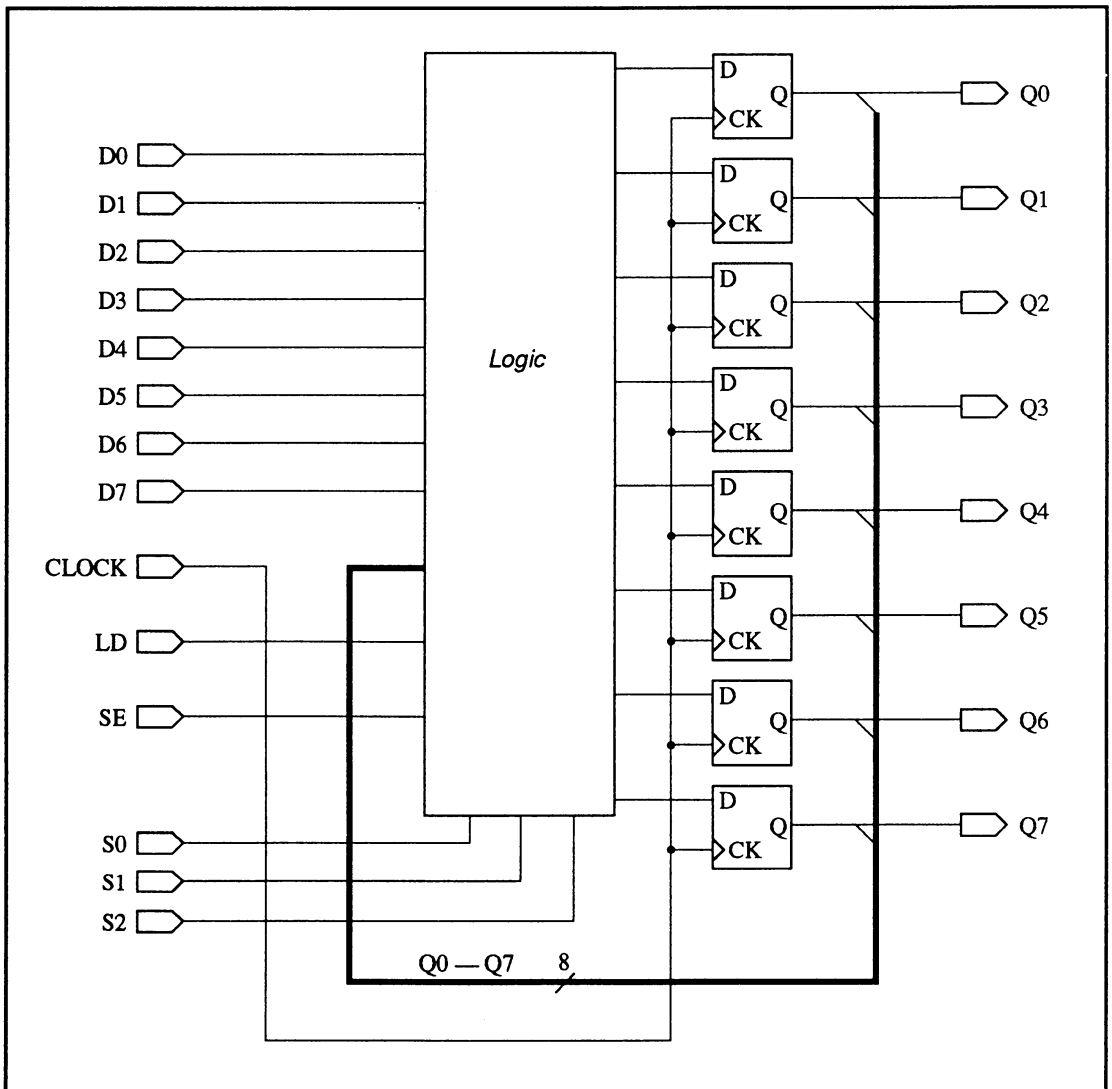 D
Q
CK
Q0
D0
D
D1
Q
Q1
CK
D2
D
D3
Q
Q2
CK
D4
Logic
D5
D
Q
Q3
CK
D6
D7
D
Q
Q4
CK
CLOCK
D
Q
Q5
LD
CK
D
SE
Q
Q6
CK
D
Q
Q7
S0
CK
S1
S2
Q0 — Q7 8